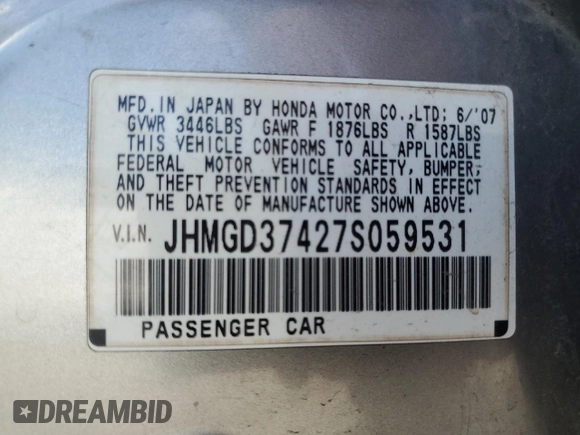 MFD.IN JAPAN BY HONDA MOTOR CO.,LTD; 6/'07
GVWR 3446LBS GAWR F 1876LBS R 1587LBS
THIS VEHICLE CONFORMS TO ALL APPLICABLE
FEDERAL MOTOR VEHICLE SAFETY, BUMPER,
AND THEFT PREVENTION STANDARDS IN EFFECT
ON THE DATE OF MANUFACTURE SHOWN ABOVE.
V.I.N. JHMGD37427S059531
PASSENGER CAR
DREAMBID